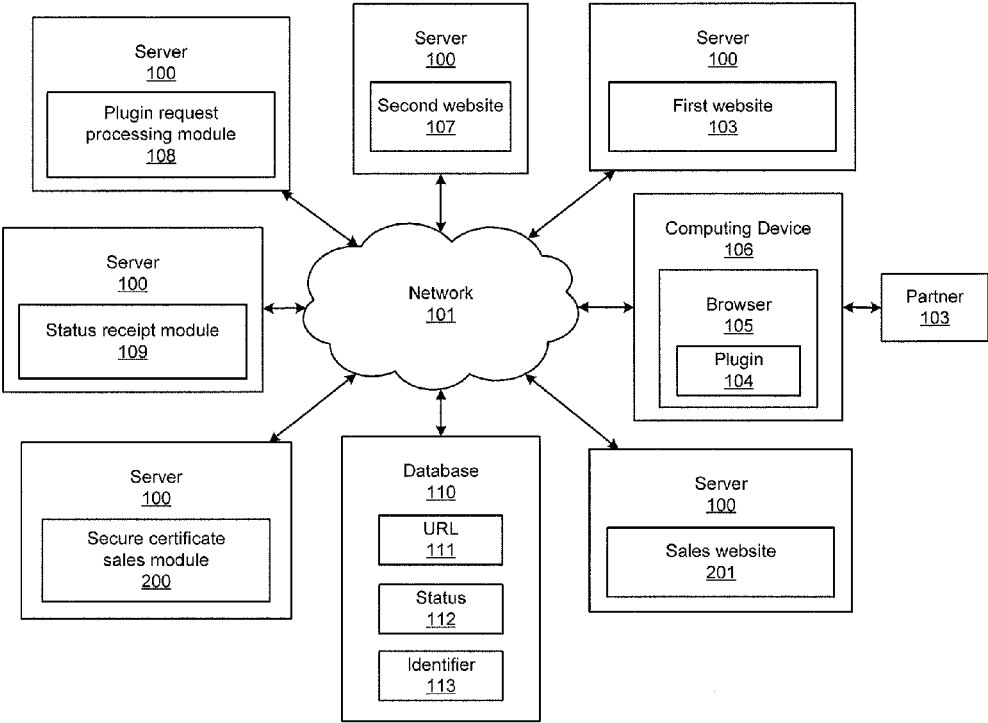 Server
100
Plugin request
processing module
108
Server
100
Second website
107
Server
100
First website
103
Server
100
Status receipt module
109
Network
101
Computing Device
106
Browser
105
Plugin
104
Partner
103
Server
100
Secure certificate
sales module
200
Database
110
URL
111
Status
112
Identifier
113
Server
100
Sales website
201